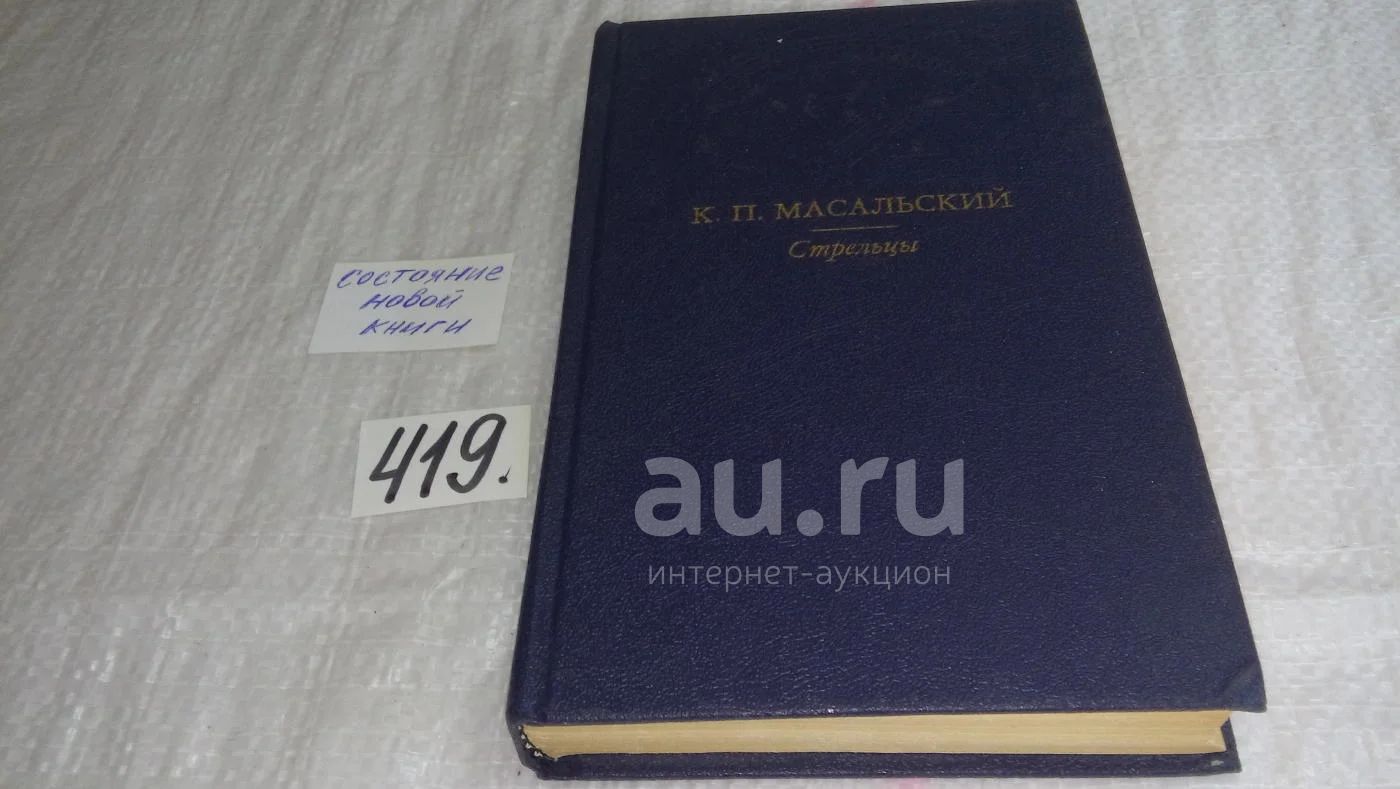 К. П. МАСАЛЬСКИЙ
Стрельцы
состояние
новой
книги
419.
au.ru
интернет-аукцион